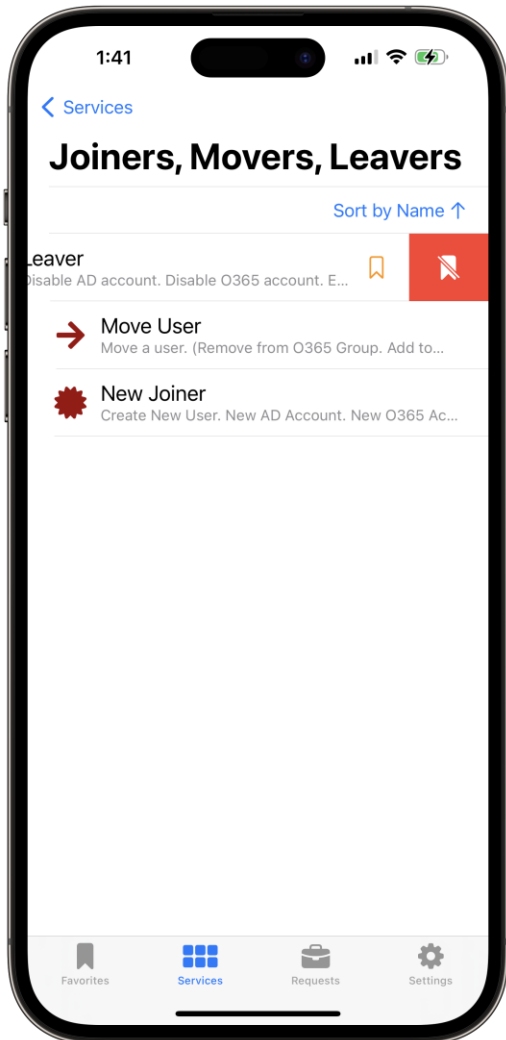 1:41
Services
Joiners, Movers, Leavers
Sort by Name ↑
Leaver
Disable AD account. Disable O365 account. E...
Move User
Move a user. (Remove from O365 Group. Add to...
New Joiner
Create New User. New AD Account. New O365 Ac...
Favorites
Services
Requests
Settings